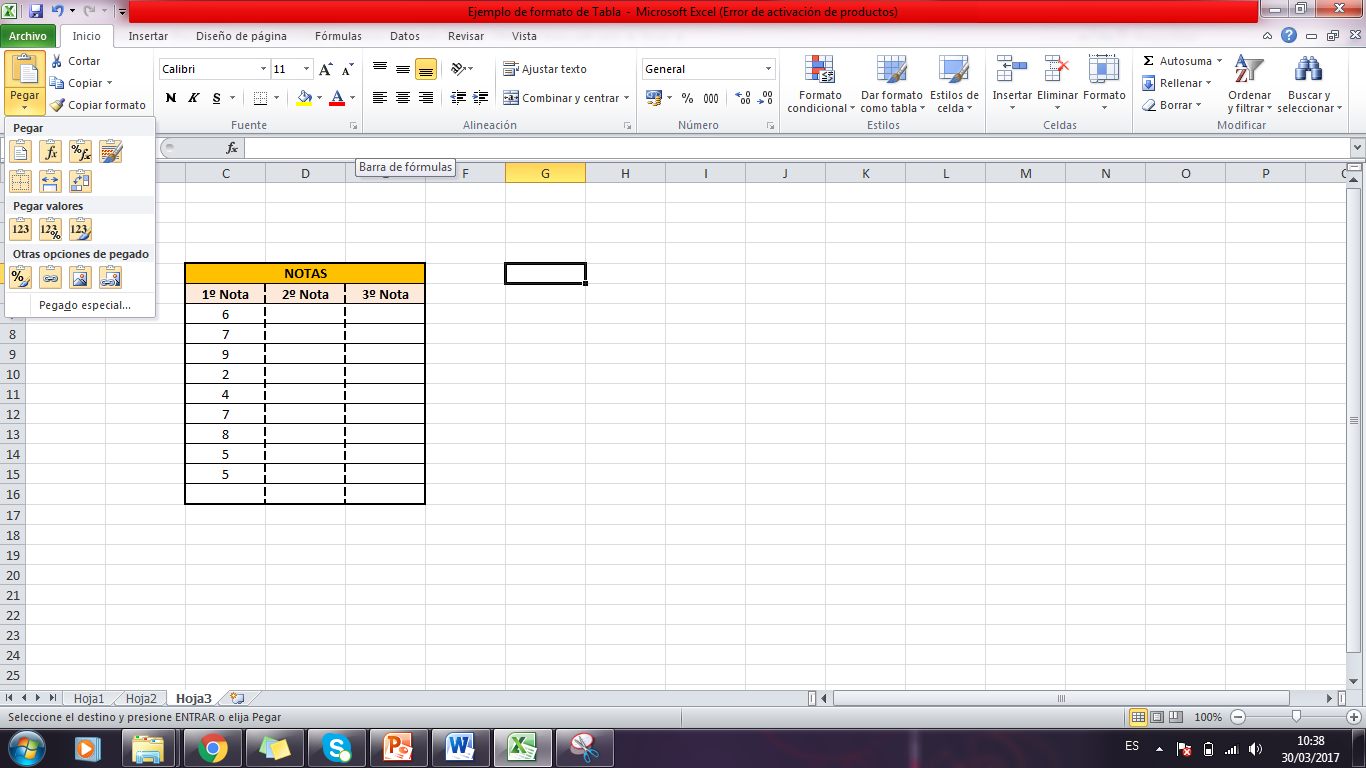 Ejemplo de formato de Tabla - Microsoft Excel (Error de activación de productos)
Archivo Inicio Insertar Diseño de página Fórmulas Datos Revisar Vista
Pegar
Cortar
Copiar
Copiar formato
Calibri 11
N K S
Fuente
Ajustar texto
Combinar y centrar
Alineación
General
% 000
Número
Formato condicional
Dar formato como tabla
Estilos de celda
Estilos
Insertar Eliminar Formato
Celdas
Autosuma
Rellenar
Borrar
Ordenar y filtrar
Buscar y seleccionar
Modificar
Pegar
Pegar valores
123 123 123
Otras opciones de pegado
Pegado especial...
fx
Barra de fórmulas
C D F G H I J K L M N O P
NOTAS
1º Nota 2º Nota 3º Nota
6
8 7
9 9
10 2
11 4
12 7
13 8
14 5
15 5
16
17
18
19
20
21
22
23
24
25
Hoja1 Hoja2 Hoja3
Seleccione el destino y presione ENTRAR o elija Pegar
100%
ES
10:38
30/03/2017